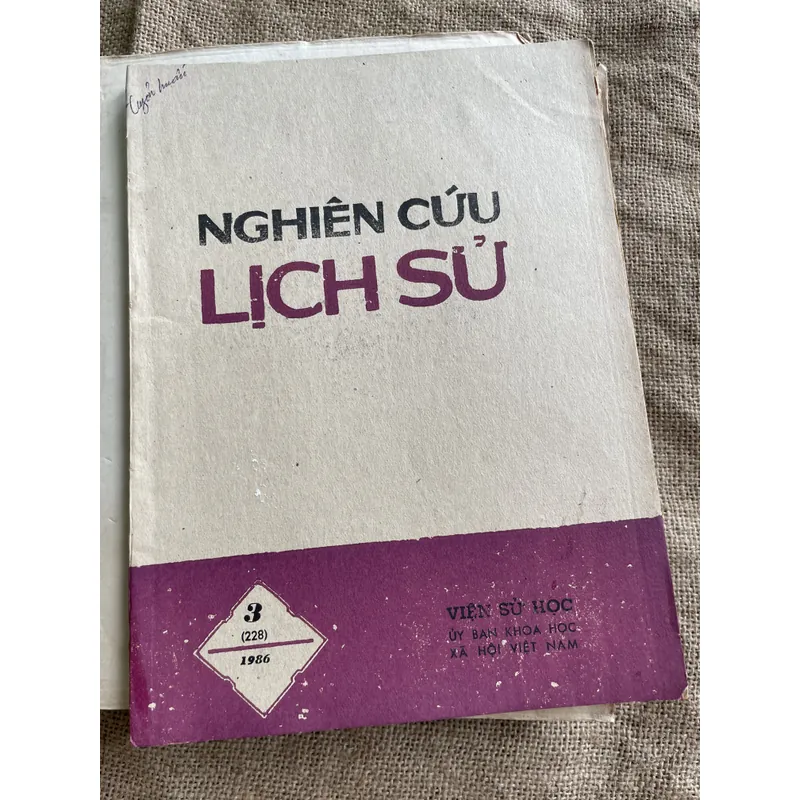 NGHIÊN CỨU
LỊCH SỬ
3
(228)
1986
VIỆN SỬ HỌC
ỦY BAN KHOA HỌC
XÃ HỘI VIỆT NAM